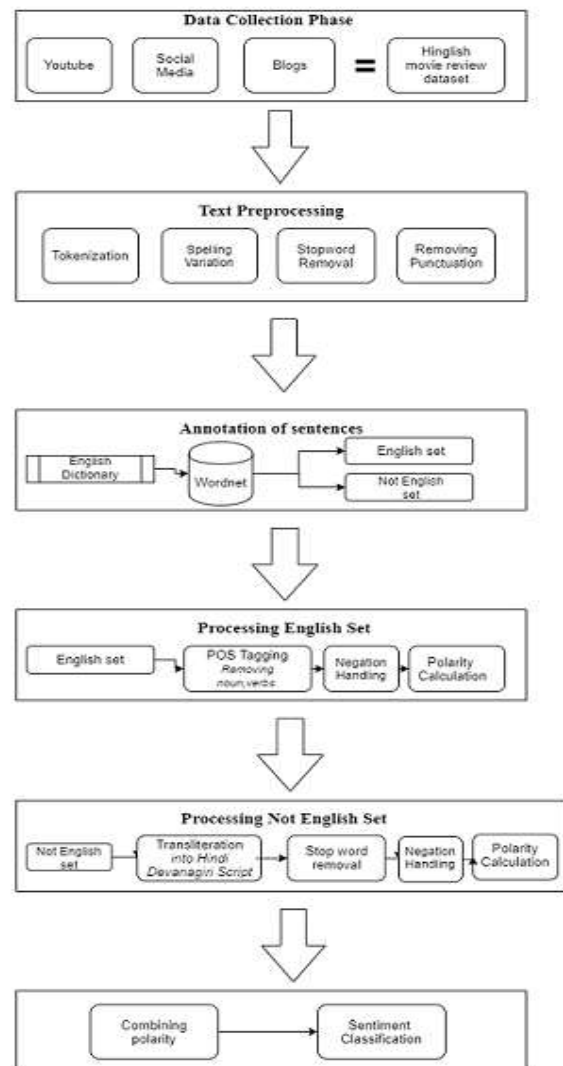 Data Collection Phase
Youtube
Social
Media
Blogs
=
Hinglish
movie review
dataset
Text Preprocessing
Tokenization
Spelling
Variation
Stopword
Removal
Removing
Punctuation
Annotation of sentences
English
Dictionary
Wordnet
English set
Not English
set
Processing English Set
English set
POS Tagging
Removing
noun,verbs
Negation
Handling
Polarity
Calculation
Processing Not English Set
Not English
set
Transliteration
into Hindi
Devanagiri Script
Stop word
removal
Negation
Handling
Polarity
Calculation
Combining
polarity
Sentiment
Classification